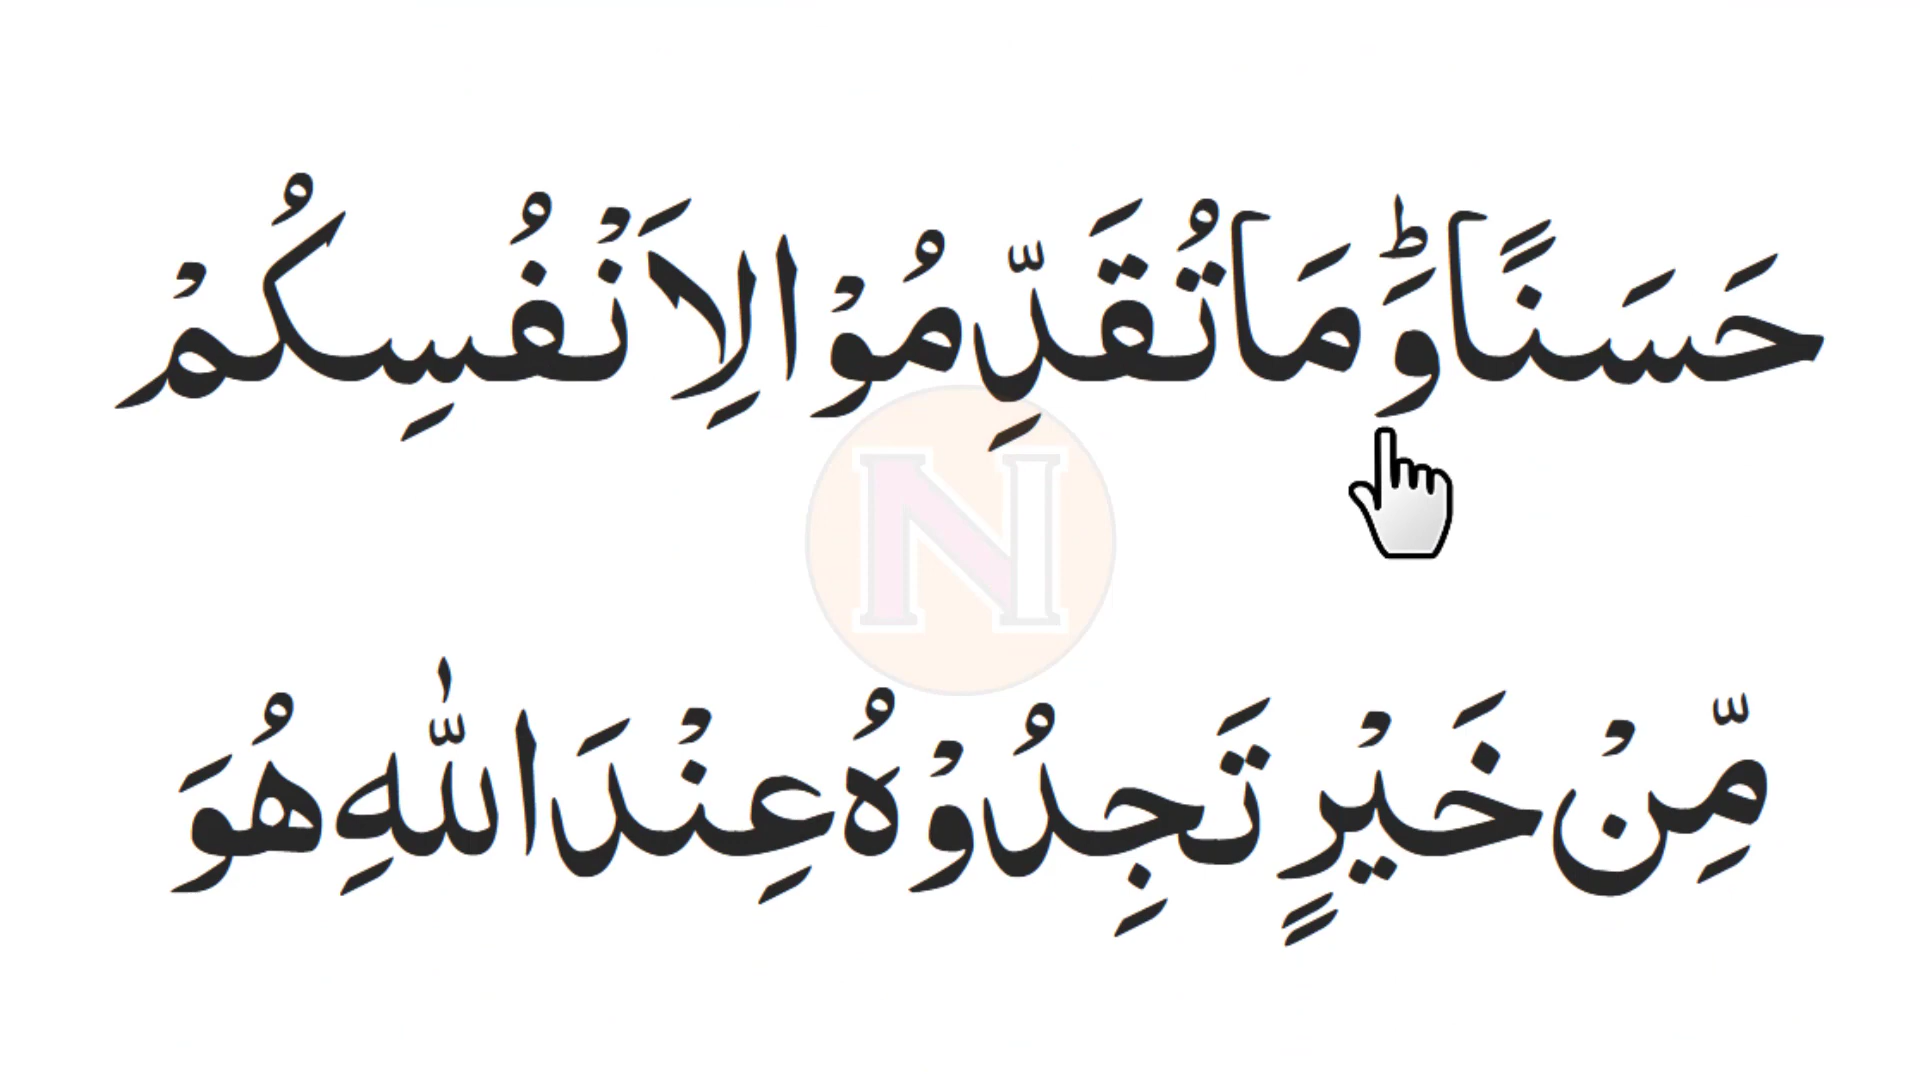 حَسَنًا ؕ وَ مَا تُقَدِّمُوْا لِاَنْفُسِكُمْ
N
مِّنْ خَیْرٍ تَجِدُوْهُ عِنْدَ اللّٰهِ هُوَ